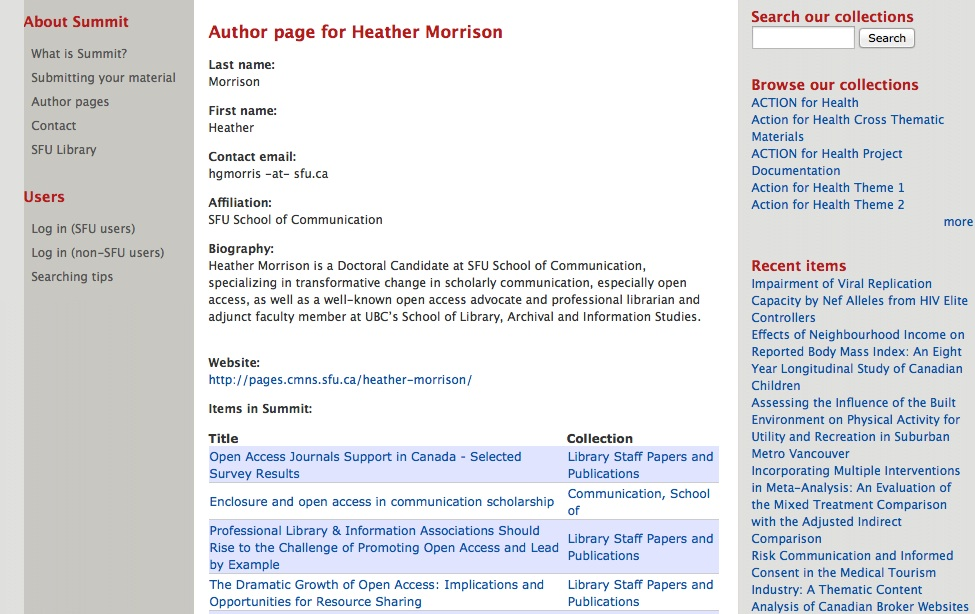 About Summit
What is Summit?
Submitting your material
Author pages
Contact
SFU Library
Users
Log in (SFU users)
Log in (non-SFU users)
Searching tips
Author page for Heather Morrison
Last name:
Morrison
First name:
Heather
Contact email:
hgmorris -at- sfu.ca
Affiliation:
SFU School of Communication
Biography:
Heather Morrison is a Doctoral Candidate at SFU School of Communication,
specializing in transformative change in scholarly communication, especially open
access, as well as a well-known open access advocate and professional librarian and
adjunct faculty member at UBC's School of Library, Archival and Information Studies.
Website:
http://pages.cmns.sfu.ca/heather-morrison/
Items in Summit:
Title Collection
Open Access Journals Support in Canada - Selected Library Staff Papers and
Survey Results Publications
Enclosure and open access in communication scholarship Communication, School
of
Professional Library & Information Associations Should
Rise to the Challenge of Promoting Open Access and Lead Library Staff Papers and
by Example Publications
The Dramatic Growth of Open Access: Implications and Library Staff Papers and
Opportunities for Resource Sharing Publications
Search our collections
Search
Browse our collections
ACTION for Health
Action for Health Cross Thematic
Materials
ACTION for Health Project
Documentation
Action for Health Theme 1
Action for Health Theme 2
more
Recent items
Impairment of Viral Replication
Capacity by Nef Alleles from HIV Elite
Controllers
Effects of Neighbourhood Income on
Reported Body Mass Index: An Eight
Year Longitudinal Study of Canadian
Children
Assessing the Influence of the Built
Environment on Physical Activity for
Utility and Recreation in Suburban
Metro Vancouver
Incorporating Multiple Interventions
in Meta-Analysis: An Evaluation of
the Mixed Treatment Comparison
with the Adjusted Indirect
Comparison
Risk Communication and Informed
Consent in the Medical Tourism
Industry: A Thematic Content
Analysis of Canadian Broker Websites